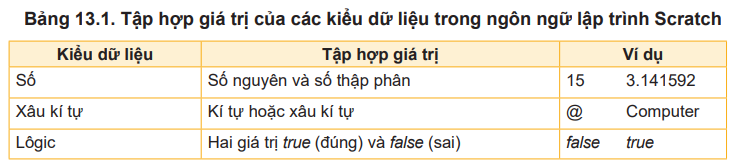 Bảng 13.1. Tập hợp giá trị của các kiểu dữ liệu trong ngôn ngữ lập trình Scratch
Kiểu dữ liệu Tập hợp giá trị Ví dụ
Số Số nguyên và số thập phân 15 3.141592
Xâu kí tự Kí tự hoặc xâu kí tự @ Computer
Lôgic Hai giá trị true (đúng) và false (sai) false true